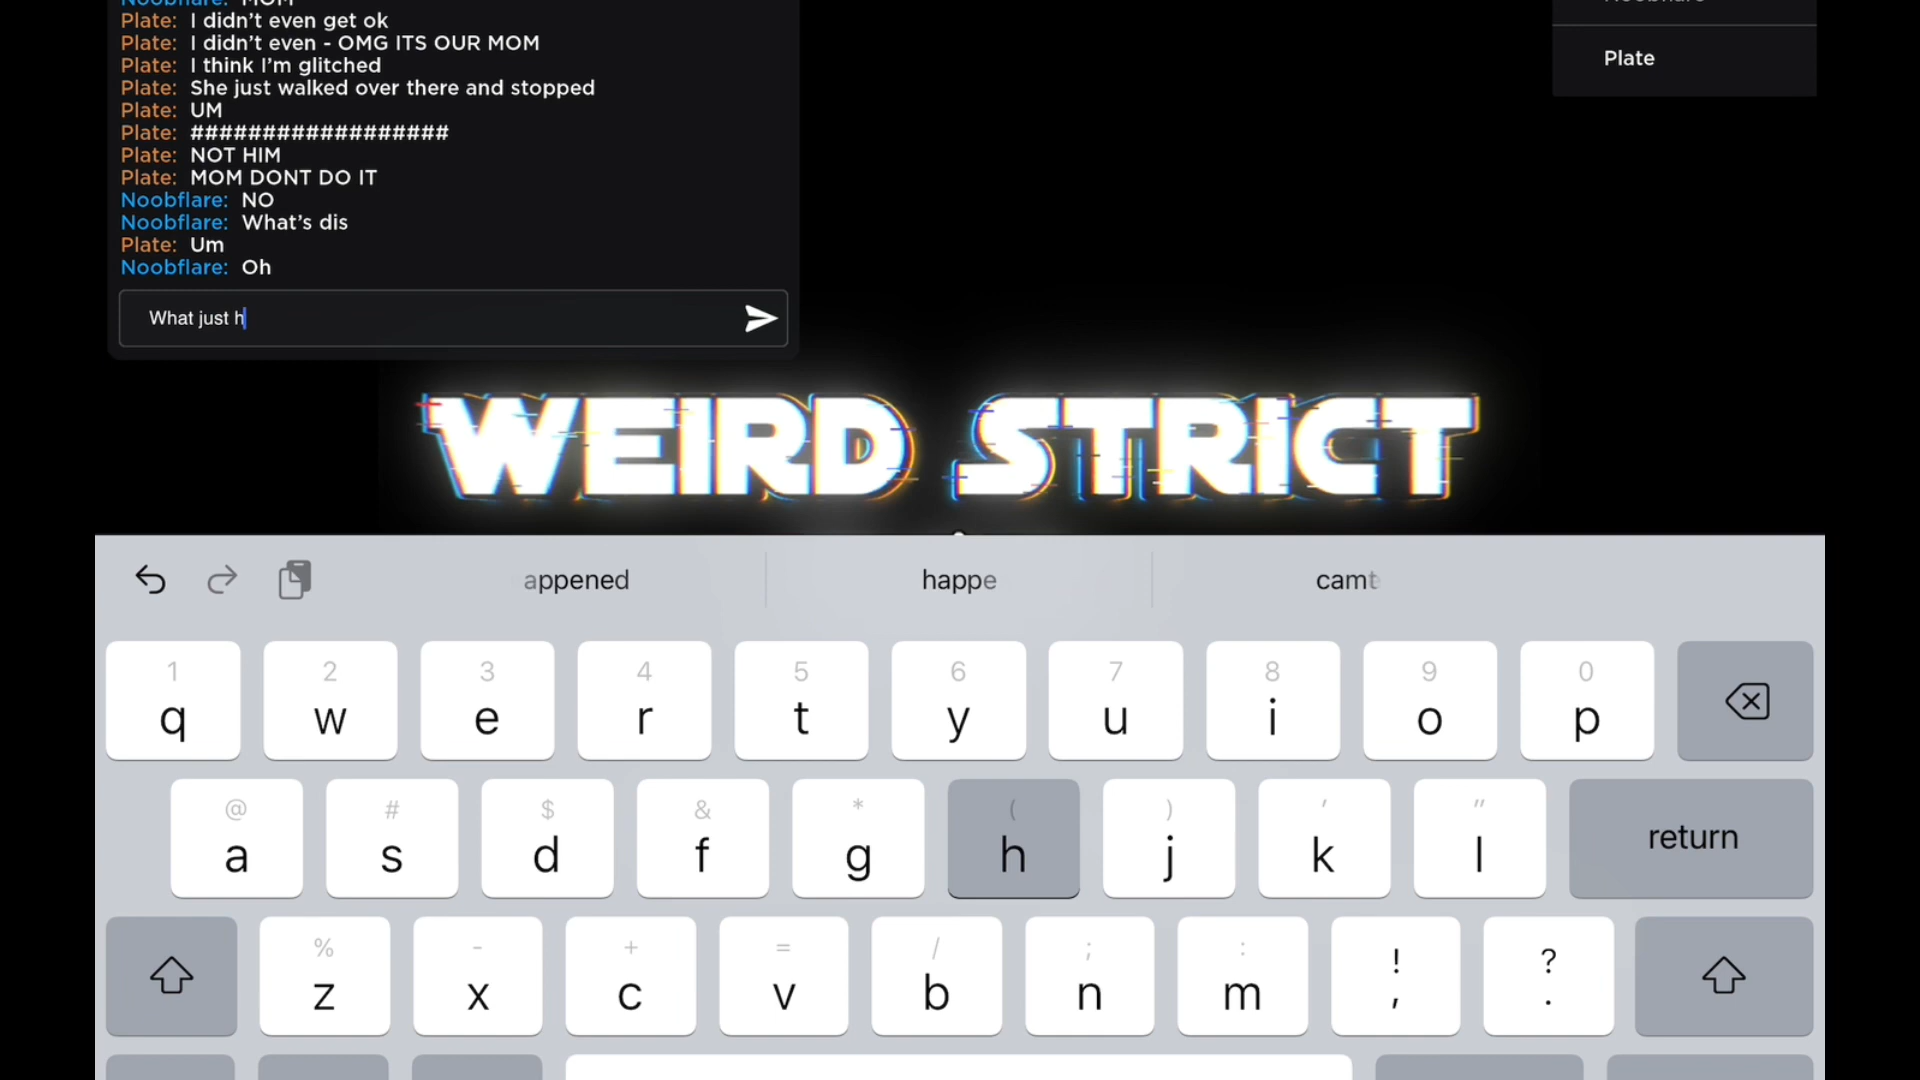 Noobflare: MOM
Plate: I didn’t even get ok
Plate: I didn’t even - OMG ITS OUR MOM
Plate: I think I’m glitched
Plate: She just walked over there and stopped
Plate: UM
Plate: ##################
Plate: NOT HIM
Plate: MOM DONT DO IT
Noobflare: NO
Noobflare: What’s dis
Plate: Um
Noobflare: Oh
What just h
Noobflare
Plate
WEIRD STRICT
appened happe camt
1 2 3 4 5 6 7 8 9 0
q w e r t y u i o p
@ # $ & * ( ) ' "
a s d f g h j k l return
% - + = / ; : ! ?
z x c v b n m , .